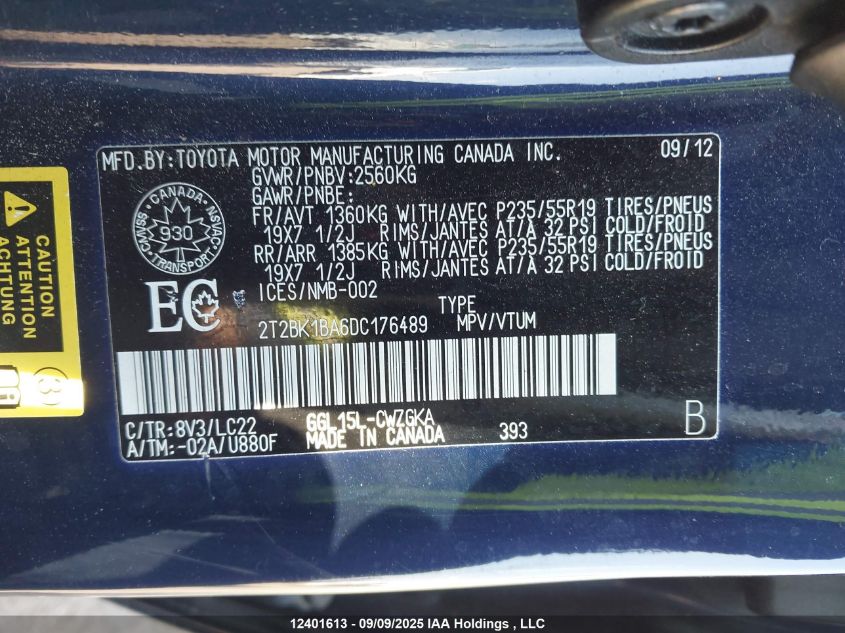 MFD.BY:TOYOTA MOTOR MANUFACTURING CANADA INC. 09/12
GVWR/PNBV:2560KG
GAWR/PNBE:
FR/AVT 1360KG WITH/AVEC P235/55R19 TIRES/PNEUS
19X7 1/2J RIMS/JANTES AT/A 32 PSI COLD/FROID
RR/ARR 1385KG WITH/AVEC P235/55R19 TIRES/PNEUS
19X7 1/2J RIMS/JANTES AT/A 32 PSI COLD/FROID
CANADA
930
TRANSPORT
CMVSS
NSVAC
ICES/NMB-002
EC
TYPE
2T2BK1BA6DC176489 MPV/VTUM
C/TR:8V3/LC22 GGL15L-CWZGKA
A/TM:-02A/U880F MADE IN CANADA 393
B
CAUTION
ATTENTION
ACHTUNG
12401613 - 09/09/2025 IAA Holdings , LLC